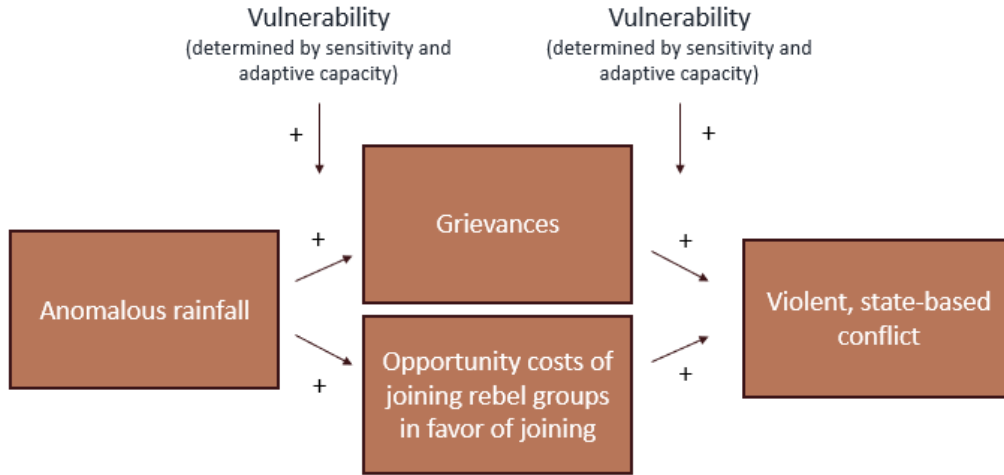 Vulnerability
(determined by sensitivity and
adaptive capacity)
Vulnerability
(determined by sensitivity and
adaptive capacity)
+
+
Grievances
+
+
Anomalous rainfall
Violent, state-based
conflict
Opportunity costs of
joining rebel groups
in favor of joining
+
+